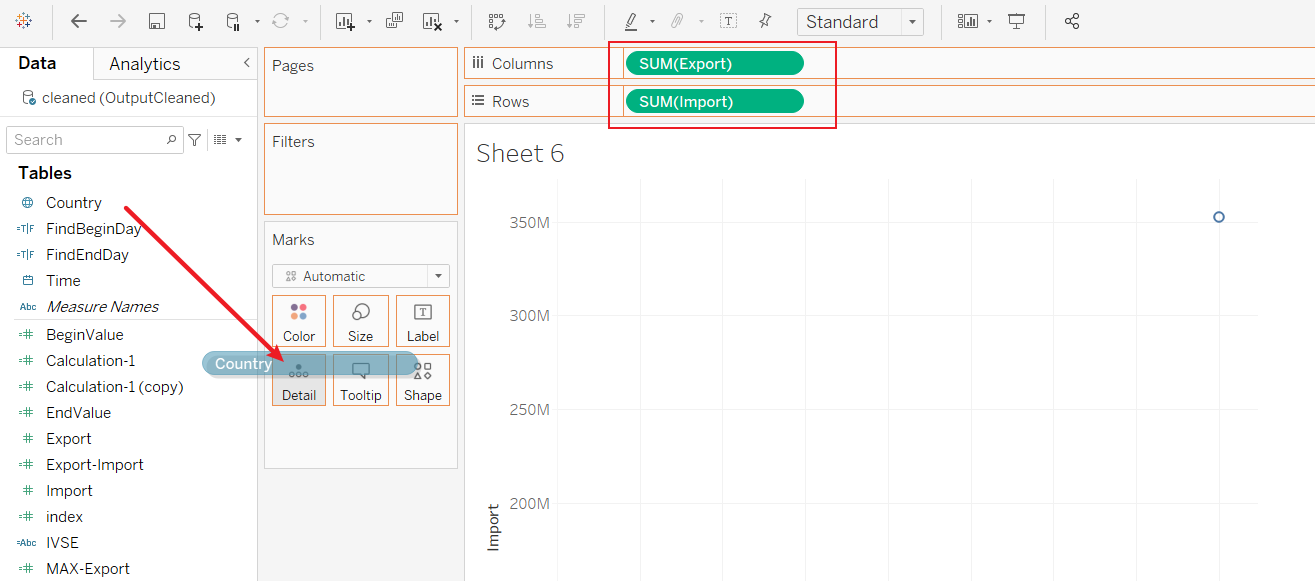 Standard
Data
Analytics
cleaned (OutputCleaned)
Search
Tables
Country
=T|F FindBeginDay
=T|F FindEndDay
Time
Abc Measure Names
BeginValue
Calculation-1
Calculation-1 (copy)
EndValue
Export
Export-Import
Import
index
=Abc IVSE
MAX-Export
Pages
Filters
Marks
Automatic
Color
Size
T
Label
Country
Detail
Tooltip
Shape
Columns
SUM(Export)
Rows
SUM(Import)
Sheet 6
350M
300M
250M
200M
Import